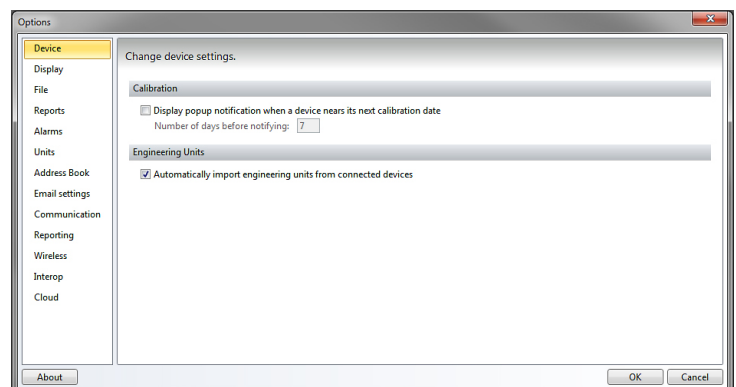 Options
Device
Display
File
Reports
Alarms
Units
Address Book
Email settings
Communication
Reporting
Wireless
Interop
Cloud
Change device settings.
Calibration
Display popup notification when a device nears its next calibration date
Number of days before notifying: 7
Engineering Units
Automatically import engineering units from connected devices
About
OK
Cancel